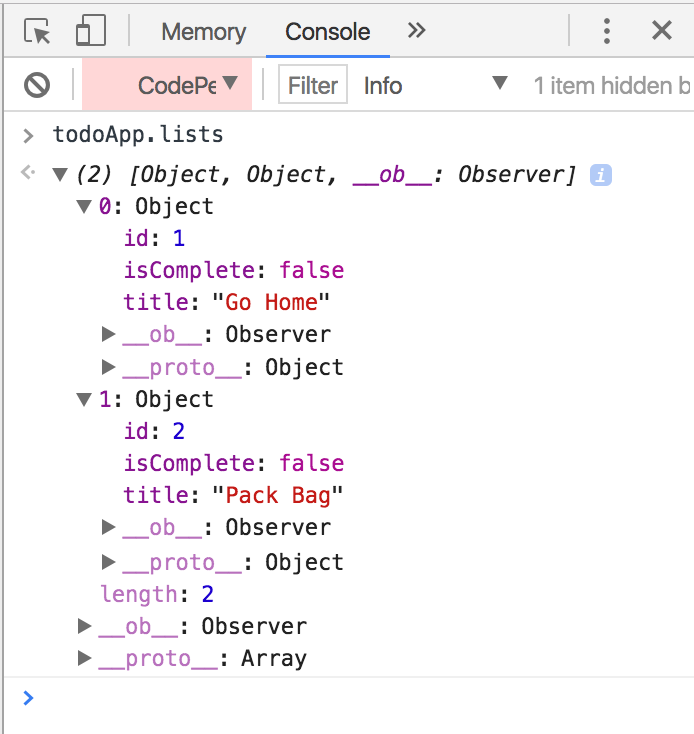 Memory Console »
CodePe Filter Info 1 item hidden b
> todoApp.lists
(2) [Object, Object, __ob__: Observer] i
0: Object
id: 1
isComplete: false
title: "Go Home"
__ob__: Observer
__proto__: Object
1: Object
id: 2
isComplete: false
title: "Pack Bag"
__ob__: Observer
__proto__: Object
length: 2
__ob__: Observer
__proto__: Array
>